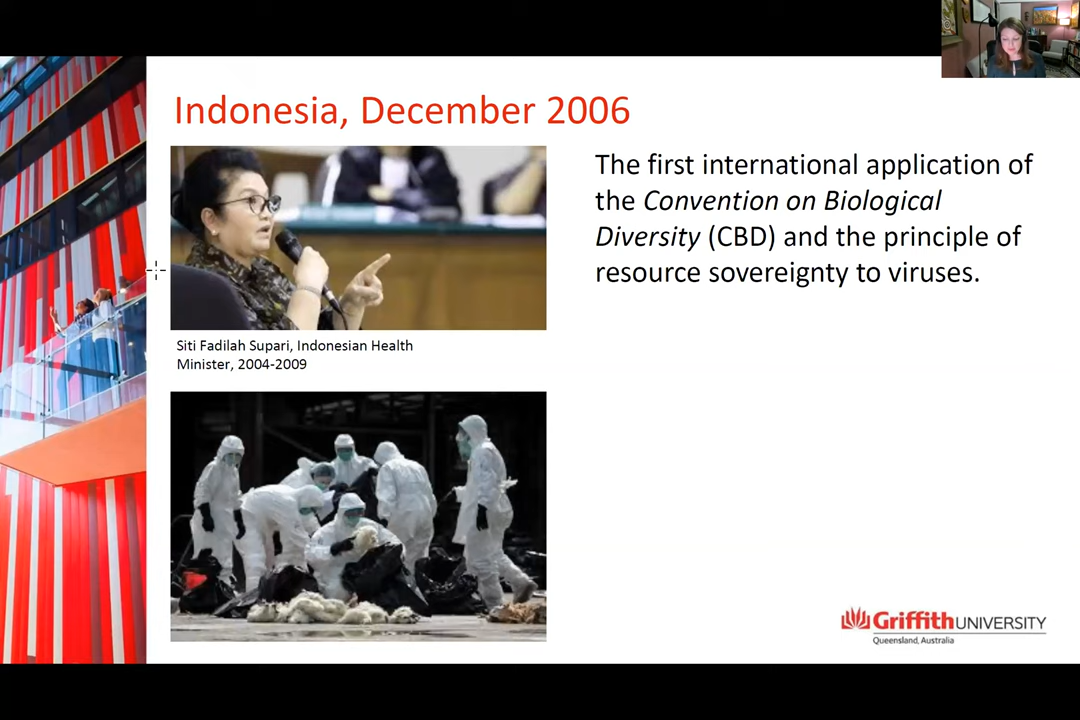 Indonesia, December 2006
The first international application of
the Convention on Biological
Diversity (CBD) and the principle of
resource sovereignty to viruses.
Siti Fadilah Supari, Indonesian Health
Minister, 2004-2009
Griffith UNIVERSITY
Queensland, Australia